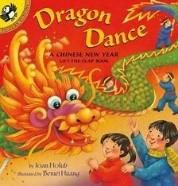 Dragon
Dance
A CHINESE NEW YEAR
LIFT-THE-FLAP BOOK
by Joan Holub
Illustrated by Benrei Huang